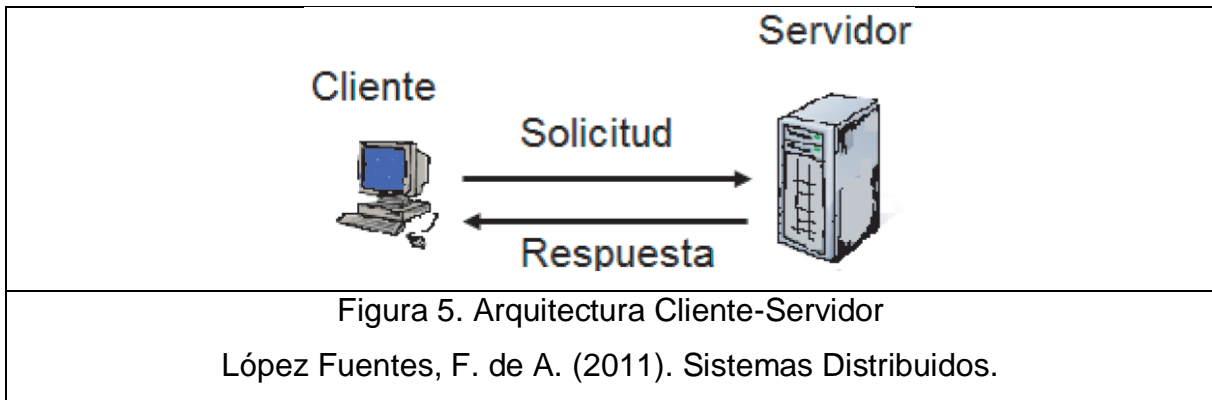 Servidor
Cliente
Solicitud
Respuesta
Figura 5. Arquitectura Cliente-Servidor
López Fuentes, F. de A. (2011). Sistemas Distribuidos.